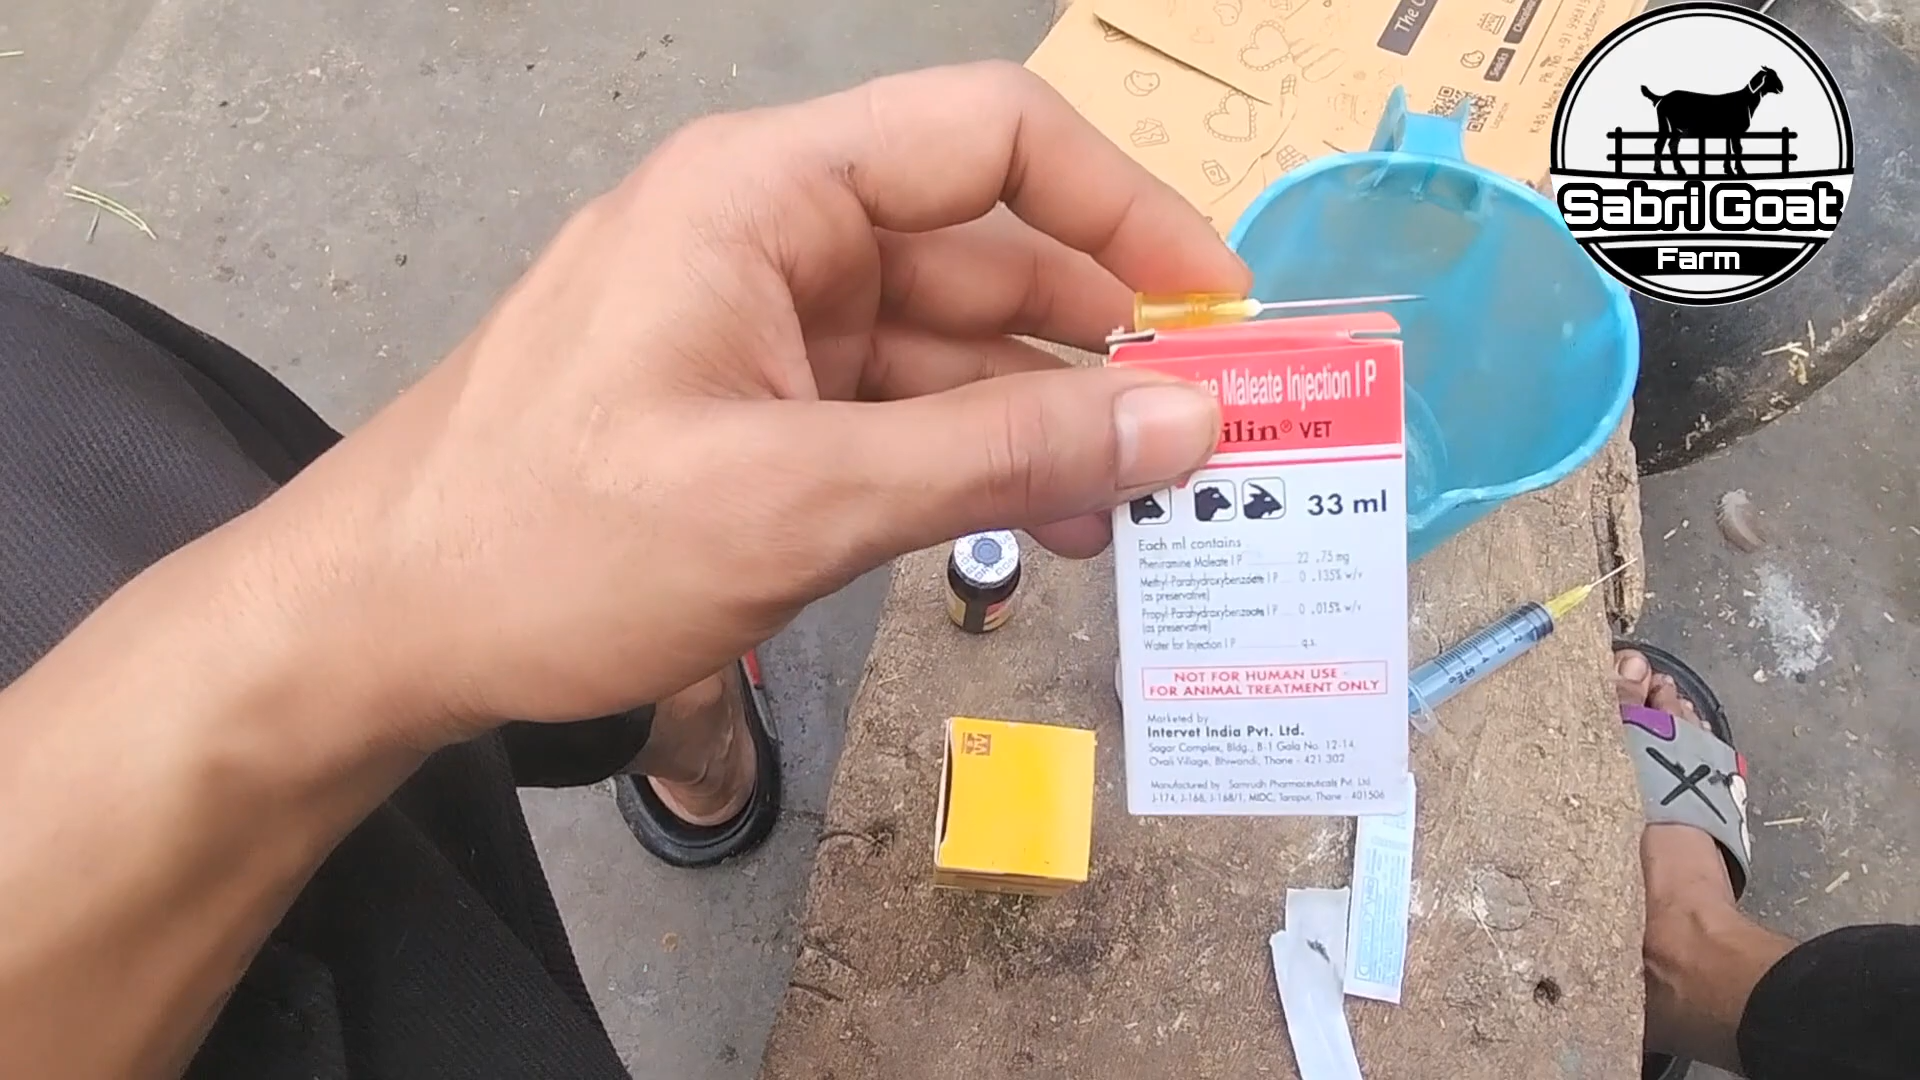 The
Snacks
Sabri Goat
Farm
Maleate Injection I P
ilin® VET
33 ml
Each ml contains
Pheniramine Maleate I P 22 .75 mg
Methyl-Parahydroxybenzoate I P 0 .135% w/v
(as preservative)
Propyl-Parahydroxybenzoate I P 0 .015% w/v
(as preservative)
Water for Injection I P q.s.
NOT FOR HUMAN USE -
FOR ANIMAL TREATMENT ONLY
Marketed by
Intervet India Pvt. Ltd.
Sagar Complex, Bldg., B-1 Gala No. 12-14,
Ovali Village, Bhiwandi, Thane - 421 302
Manufactured by : Samrudh Pharmaceuticals Pvt. Ltd.
J-174, J-168, J-168/1, MIDC, Tarapur, Thane - 401506